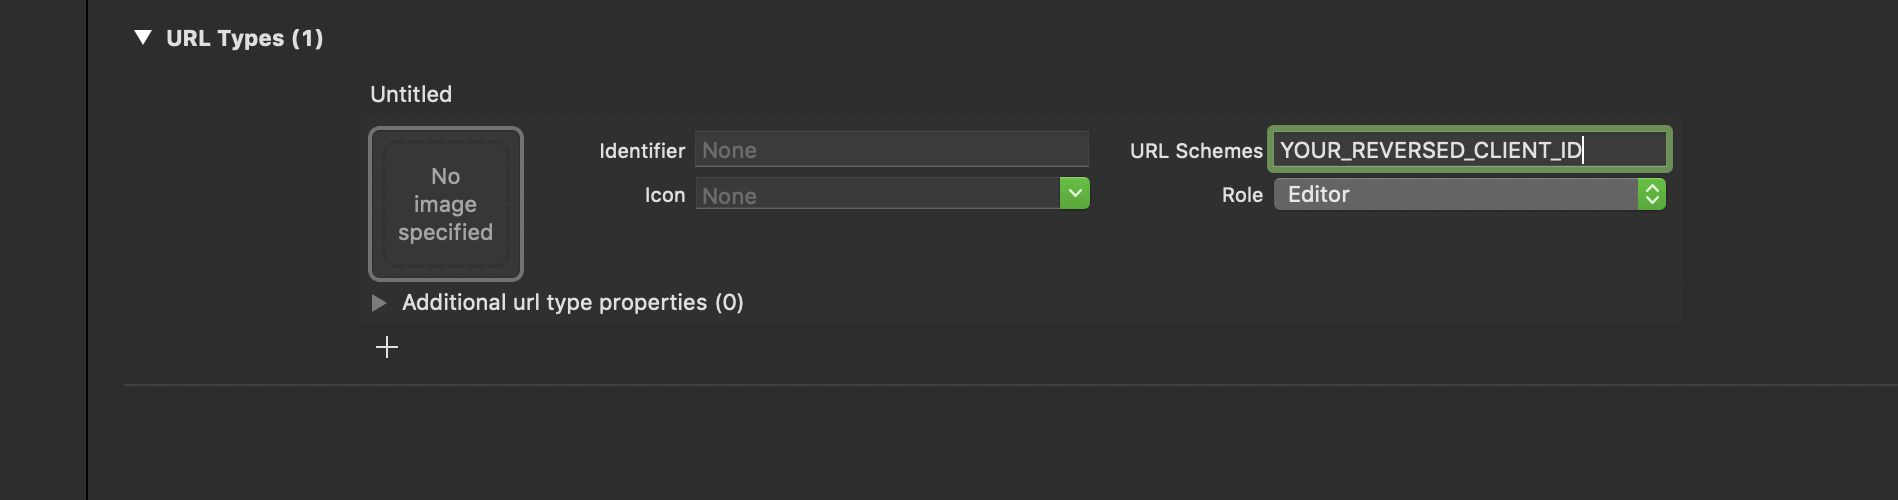 URL Types (1)
Untitled
No
image
specified
Identifier None
Icon None
URL Schemes YOUR_REVERSED_CLIENT_ID
Role Editor
Additional url type properties (0)